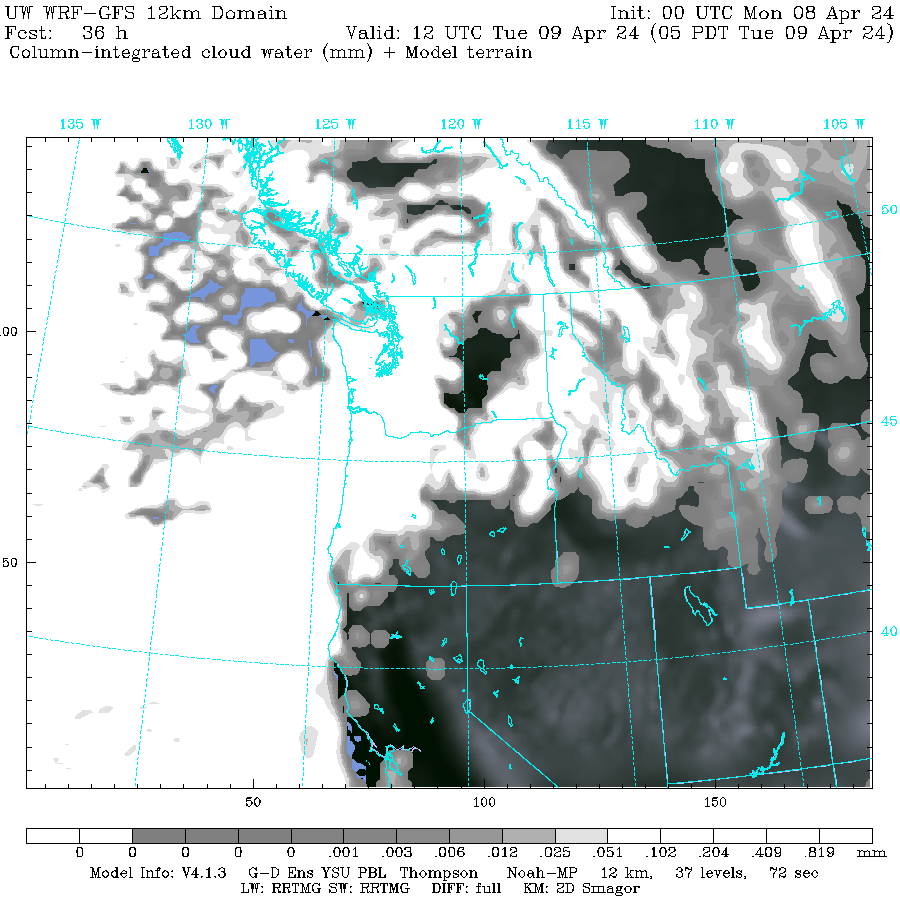 UW WRF-GFS 12km Domain Init: 00 UTC Mon 08 Apr 24
Fcst: 36 h Valid: 12 UTC Tue 09 Apr 24 (05 PDT Tue 09 Apr 24)
Column-integrated cloud water (mm) + Model terrain
135 W 130 W 125 W 120 W 115 W 110 W 105 W
50
00
45
50
40
50 100 150
0 0 0 0 0 .001 .003 .006 .012 .025 .051 .102 .204 .409 .819 mm
Model Info: V4.1.3 G-D Ens YSU PBL Thompson Noah-MP 12 km, 37 levels, 72 sec
LW: RRTMG SW: RRTMG DIFF: full KM: 2D Smagor